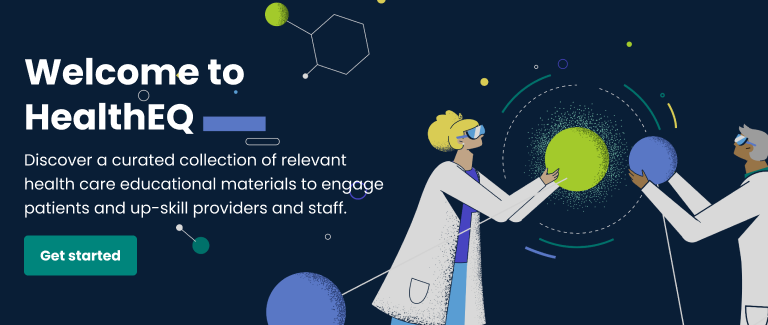 Welcome to
HealthEQ
Discover a curated collection of relevant
health care educational materials to engage
patients and up-skill providers and staff.
Get started